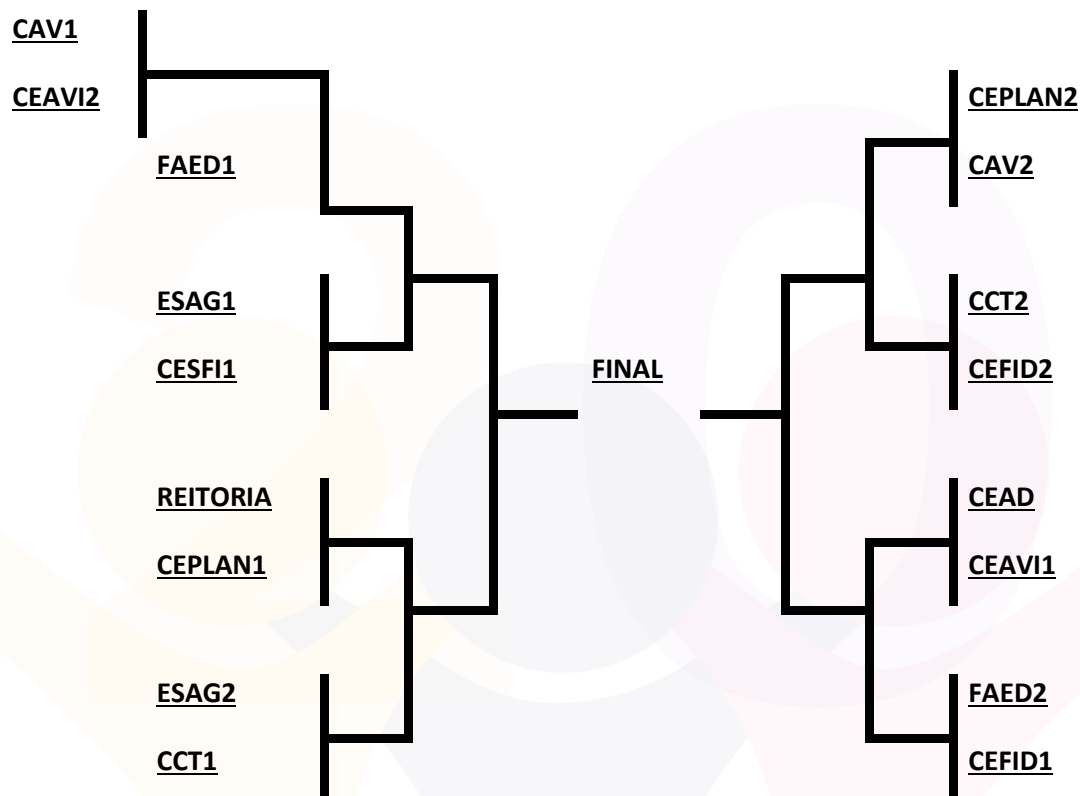 CAV1
CEAVI2
FAED1
ESAG1
CESFI1
REITORIA
CEPLAN1
ESAG2
CCT1
FINAL
CEPLAN2
CAV2
CCT2
CEFID2
CEAD
CEAVI1
FAED2
CEFID1